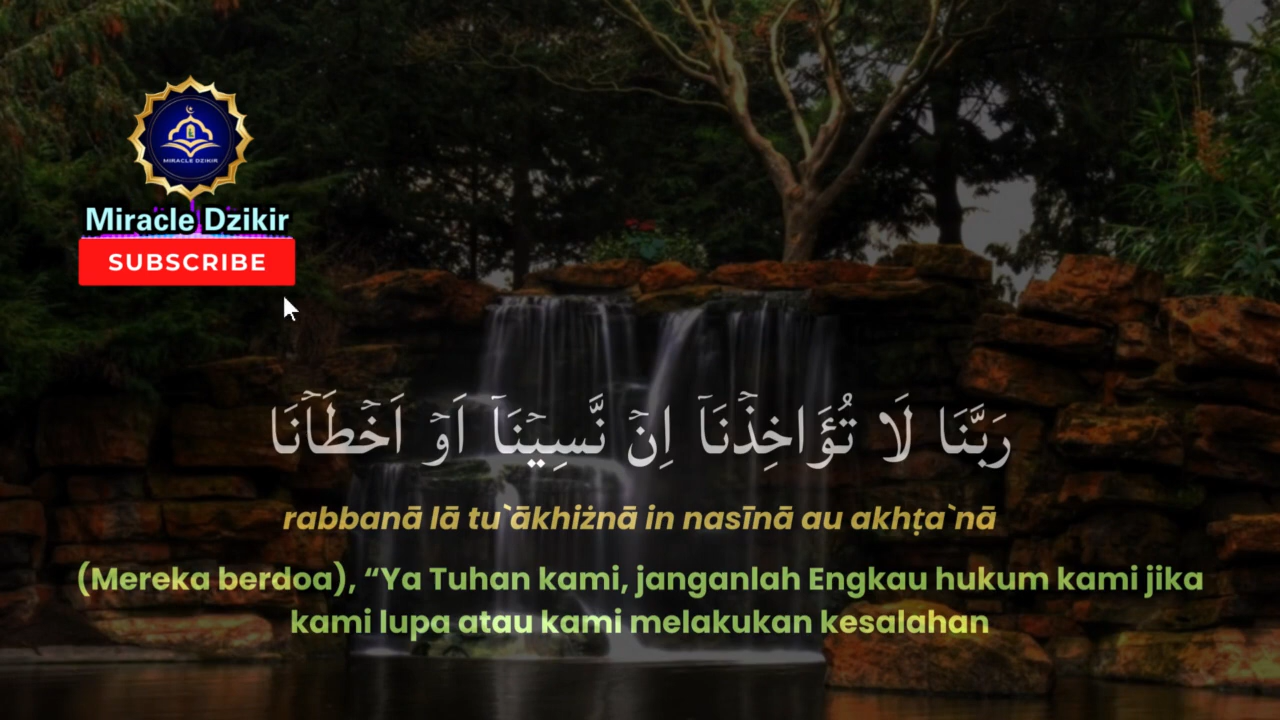 MIRACLE DZIKIR
Miracle Dzikir
SUBSCRIBE
رَبَّنَا لَا تُؤَاخِذْنَآ اِنْ نَّسِيْنَآ اَوْ اَخْطَأْنَا
rabbanā lā tu`ākhiżnā in nasīnā au akhṭa`nā
(Mereka berdoa), “Ya Tuhan kami, janganlah Engkau hukum kami jika
kami lupa atau kami melakukan kesalahan